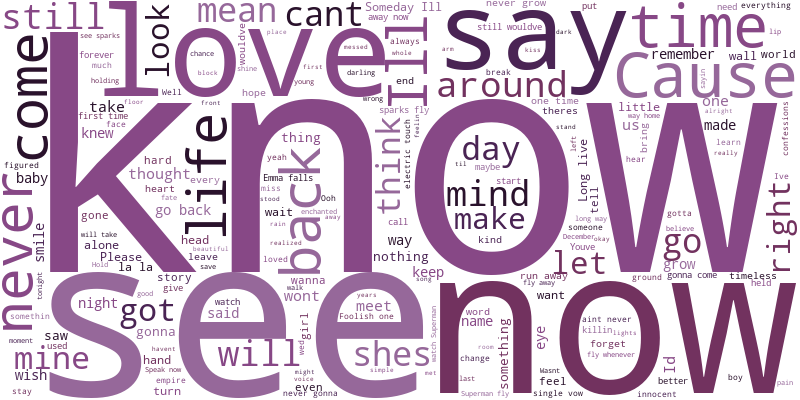 still
love
look
mean
cant
Someday Ill
away now
never grow
put
need
everything
say
time
Cause
see sparks
forever
much
holding
Well
come
wouldve
chance
block
shine
hope
place
first
young
messed
whole
darling
wrong
always
end
Ill
still wouldve
arm
kiss
dark
lip
remember
wall
world
sayin
break
around
sparks fly
one time
theres
little
one
alright
take
floor
front
first time
face
knew
know
life
thing
yeah
think
electric touch
feelin
day
til
maybe
start
mind
make
kind
stand
left
Long live
tell
us
way home
bring
hear
made
learn
really
confessions
figured
baby
hard
thought
heart
fate
every
go back
Emma falls
miss
stood
Ooh
enchanted
away
wait
rain
realized
loved
back
call
way
nothing
long way
someone
December
okay
Youve
gotta
believe
go
grow
Ive
right
never
smile
gone
will take
alone
Please
Hold
la la
head
beautiful
leave
save
story
give
wanna
walk
wont
keep
song
let
run away
fly away
ground
gonna come
timeless
held
tonight
somethin
moment
saw
used
night
good
got
gonna
watch
said
see
years
meet
Foolish one
girl
wed
watch Superman
word
name
now
want
eye
aint never
killin
lights
forget
fly whenever
mine
wish
stay
havent
hand
Speak now
empire
turn
will
might
voice
even
never gonna
simple
shes
met
room
change
last
Superman fly
something
Wasnt
feel
single vow
Id
better
innocent
boy
pain